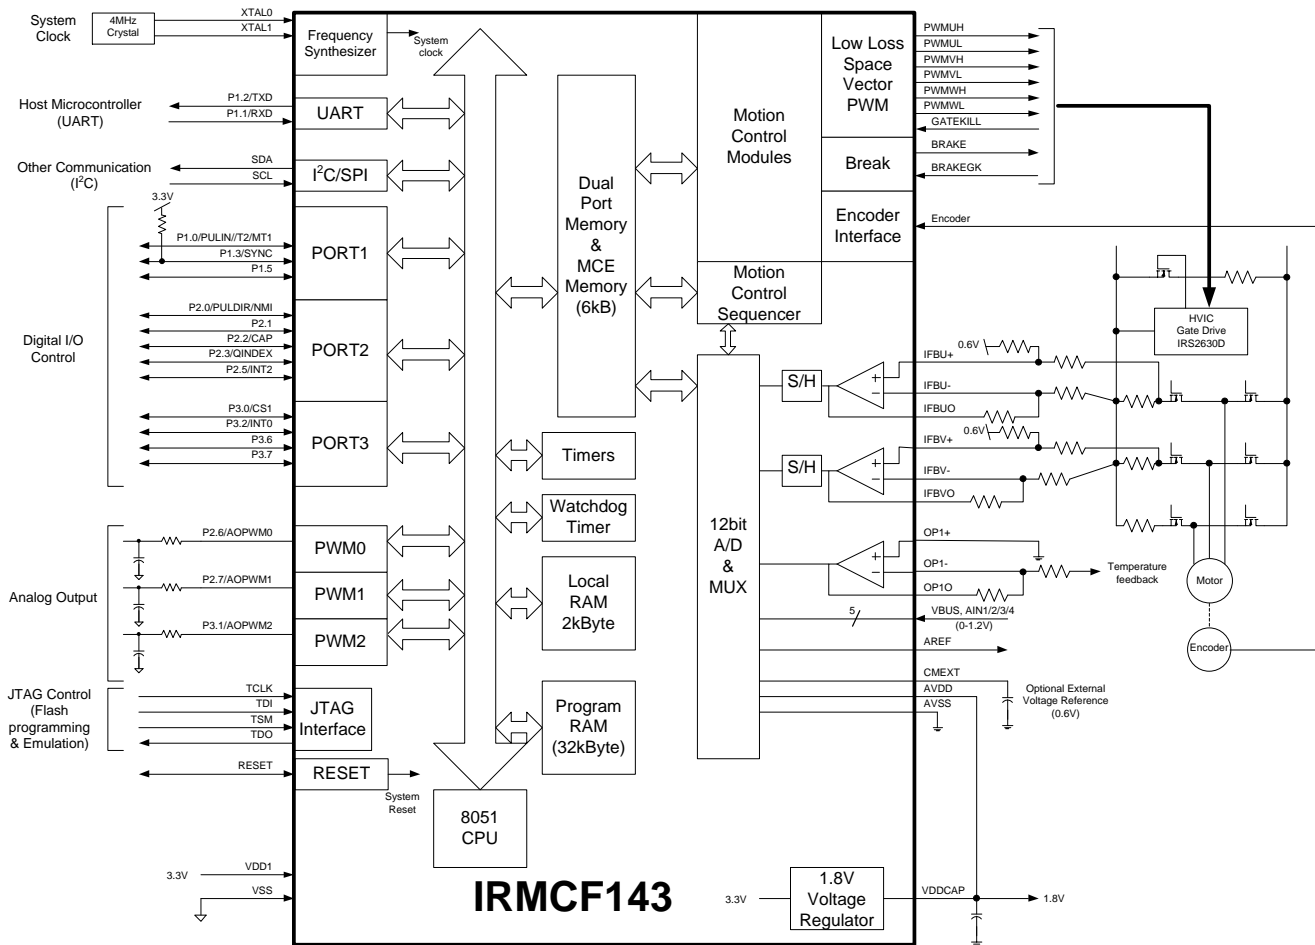 System
Clock
4MHz
Crystal
XTAL0
XTAL1
Frequency
Synthesizer
System
clock
Host Microcontroller
(UART)
P1.2/TXD
P1.1/RXD
UART
Other Communication
(I²C)
SDA
SCL
I²C/SPI
3.3V
P1.0/PULIN//T2/MT1
P1.3/SYNC
P1.5
PORT1
Digital I/O
Control
P2.0/PULDIR/NMI
P2.1
P2.2/CAP
P2.3/QINDEX
P2.5/INT2
PORT2
P3.0/CS1
P3.2/INT0
P3.6
P3.7
PORT3
Analog Output
P2.6/AOPWM0
PWM0
P2.7/AOPWM1
PWM1
P3.1/AOPWM2
PWM2
JTAG Control
(Flash
programming
& Emulation)
TCLK
TDI
TSM
TDO
JTAG
Interface
RESET
RESET
System
Reset
3.3V
VDD1
VSS
8051
CPU
Dual
Port
Memory
&
MCE
Memory
(6kB)
Timers
Watchdog
Timer
Local
RAM
2kByte
Program
RAM
(32kByte)
Motion
Control
Modules
Motion
Control
Sequencer
Low Loss
Space
Vector
PWM
Break
Encoder
Interface
12bit
A/D
&
MUX
S/H
S/H
PWMUH
PWMUL
PWMVH
PWMVL
PWMWH
PWMWL
GATEKILL
BRAKE
BRAKEGK
Encoder
HVIC
Gate Drive
IRS2630D
0.6V
IFBU+
IFBU-
IFBUO
0.6V
IFBV+
IFBV-
IFBVO
OP1+
OP1-
OP1O
Temperature
feedback
5
VBUS, AIN1/2/3/4
(0-1.2V)
AREF
CMEXT
AVDD
AVSS
Optional External
Voltage Reference
(0.6V)
Motor
Encoder
IRMCF143
3.3V
1.8V
Voltage
Regulator
VDDCAP
1.8V